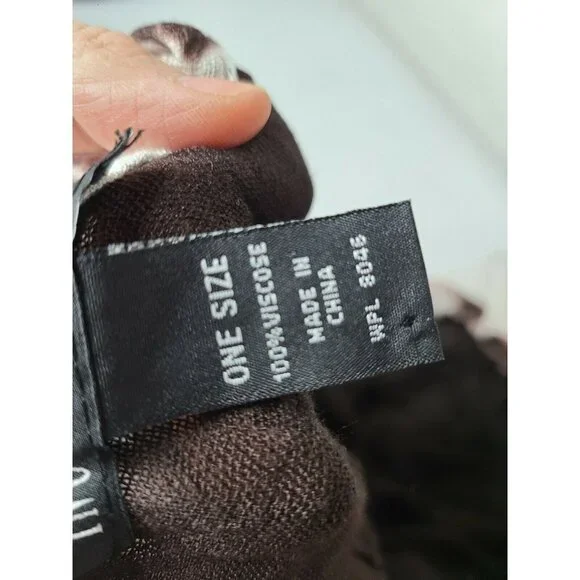 ONE SIZE
100%VISCOSE
MADE IN
CHINA
WPL 8046